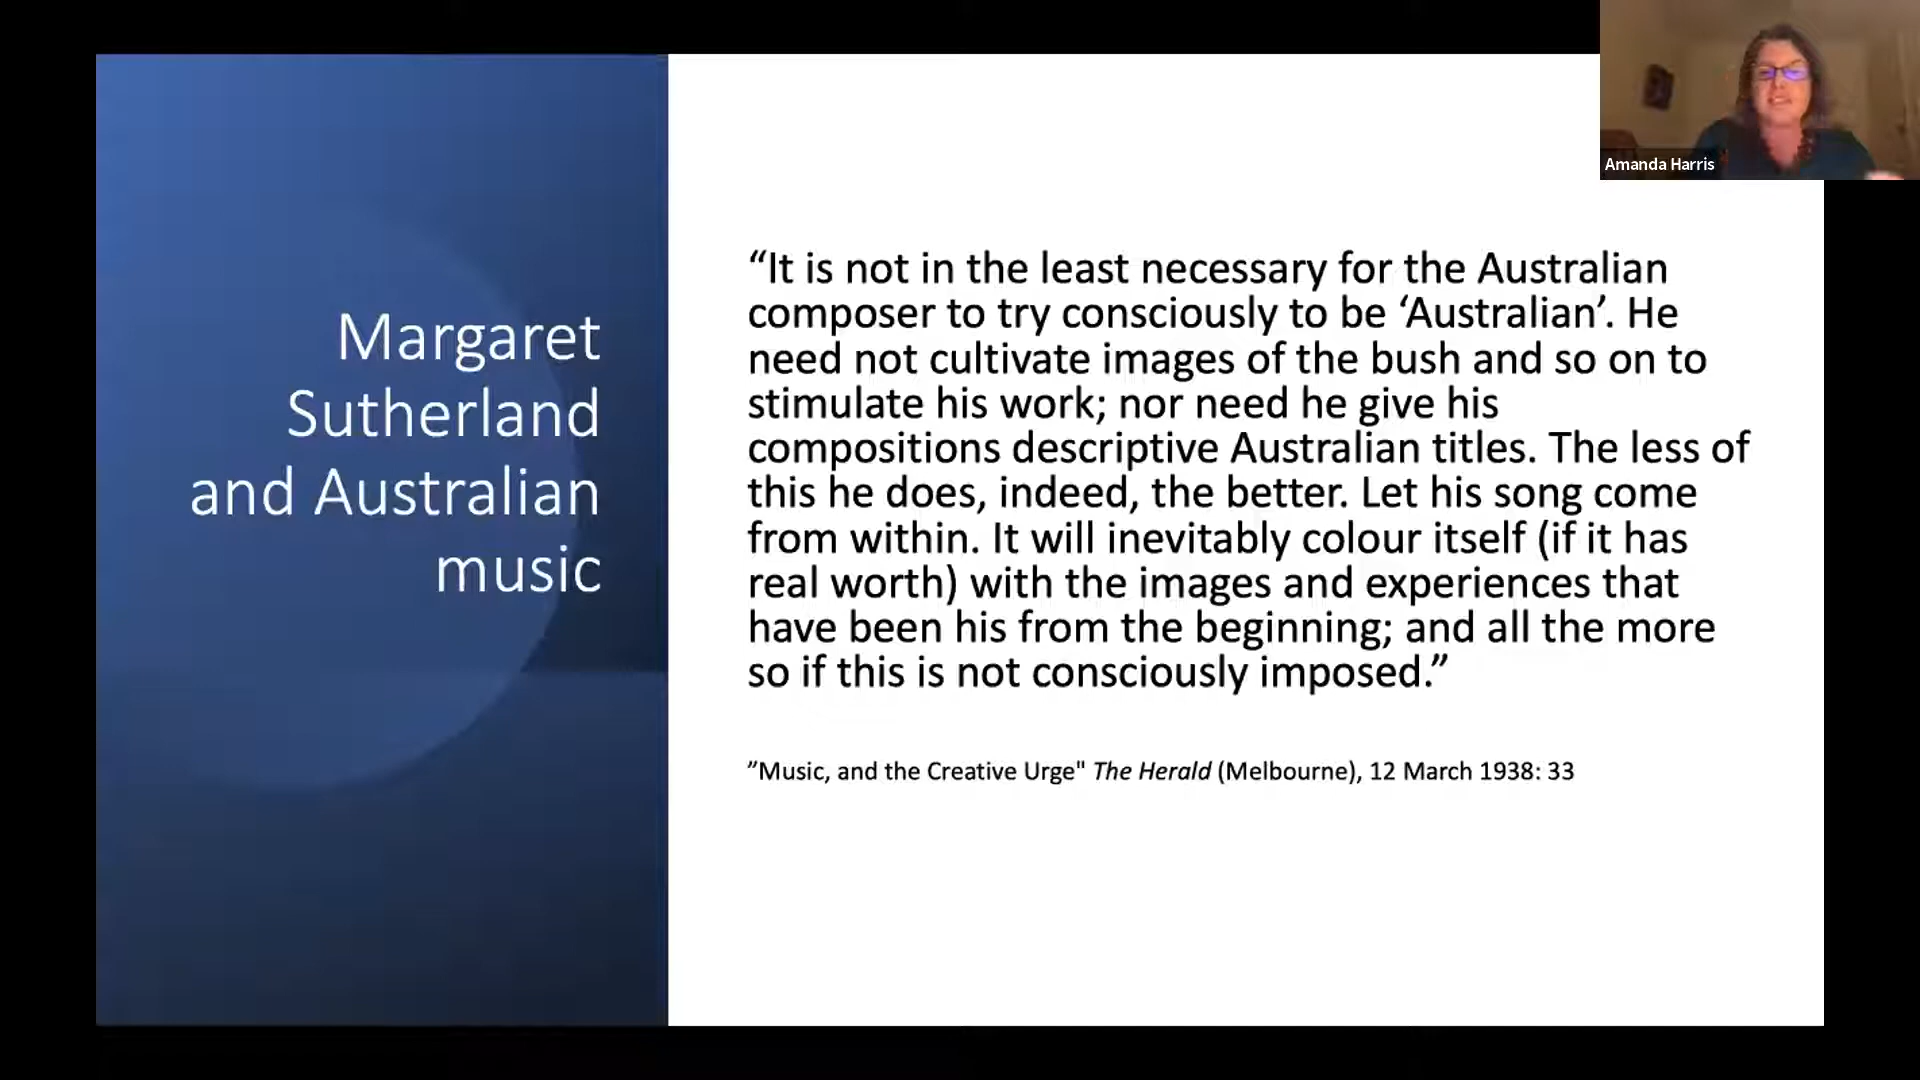 Margaret
Sutherland
and Australian
music
“It is not in the least necessary for the Australian
composer to try consciously to be ‘Australian’. He
need not cultivate images of the bush and so on to
stimulate his work; nor need he give his
compositions descriptive Australian titles. The less of
this he does, indeed, the better. Let his song come
from within. It will inevitably colour itself (if it has
real worth) with the images and experiences that
have been his from the beginning; and all the more
so if this is not consciously imposed.”
”Music, and the Creative Urge" The Herald (Melbourne), 12 March 1938: 33
Amanda Harris